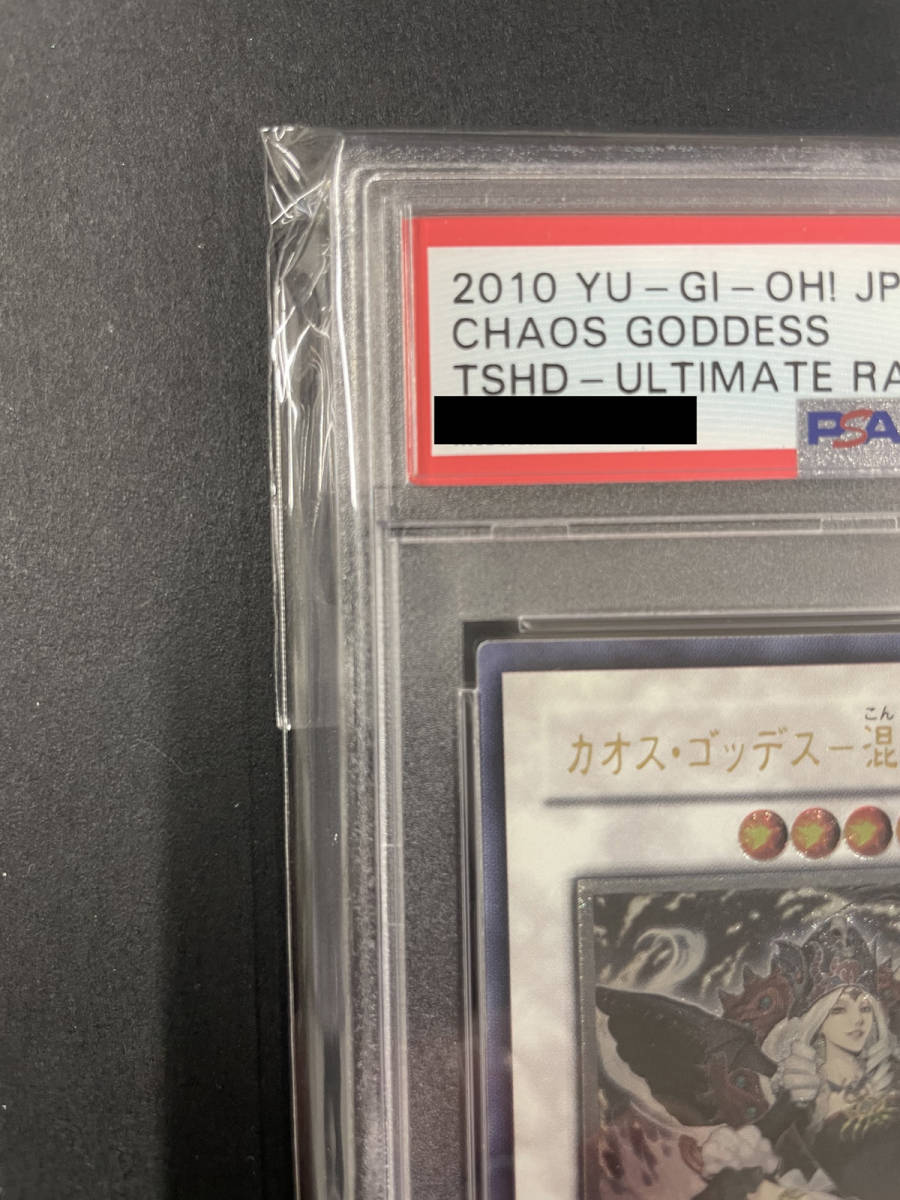 2010 YU-GI-OH! JP
CHAOS GODDESS
TSHD-ULTIMATE RA
PSA
こん
カオス・ゴッデス－混